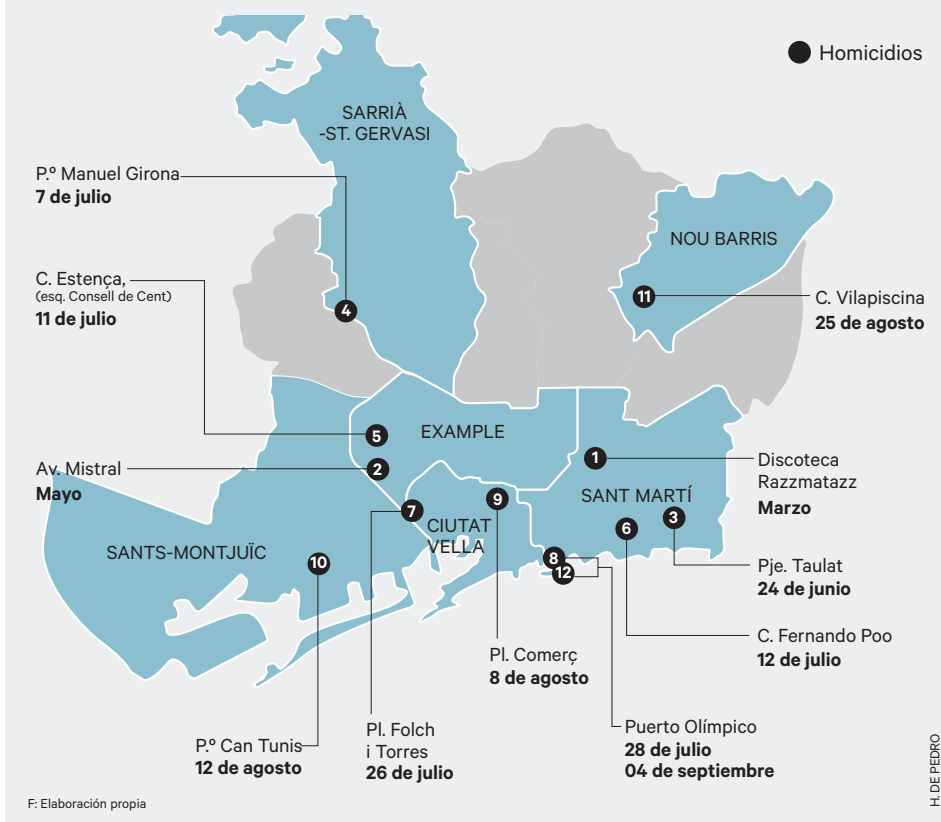 Homicidios
SARRIÀ
-ST. GERVASI
P.º Manuel Girona
7 de julio
NOU BARRIS
C. Estença,
(esq. Consell de Cent)
11 de julio
4
11
C. Vilapiscina
25 de agosto
5
EXAMPLE
Av. Mistral
Mayo
2
1
Discoteca
Razzmatazz
Marzo
SANT MARTÍ
9
7
CIUTAT
VELLA
6
3
SANTS-MONTJUÏC
10
8
12
Pje. Taulat
24 de junio
C. Fernando Poo
12 de julio
Pl. Comerç
8 de agosto
P.º Can Tunis
12 de agosto
Pl. Folch
i Torres
26 de julio
Puerto Olímpico
28 de julio
04 de septiembre
F: Elaboración propia
H. DE PEDRO